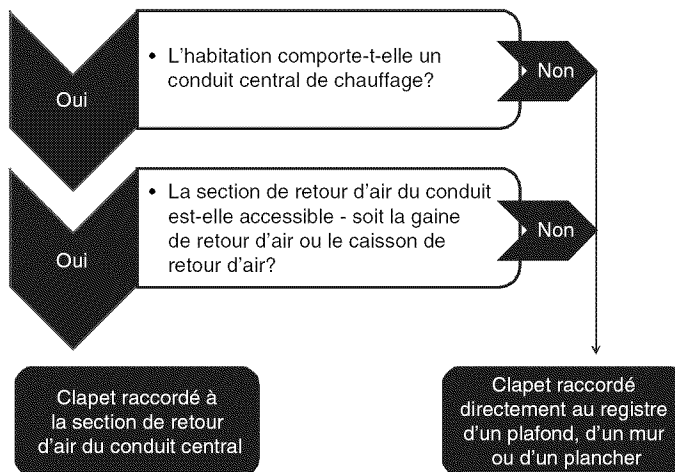 Oui
• L'habitation comporte-t-elle un
conduit central de chauffage?
Non
Oui
• La section de retour d'air du conduit
est-elle accessible - soit la gaine
de retour d'air ou le caisson de
retour d'air?
Non
Clapet raccordé à
la section de retour
d'air du conduit central
Clapet raccordé
directement au registre
d'un plafond, d'un mur
ou d'un plancher